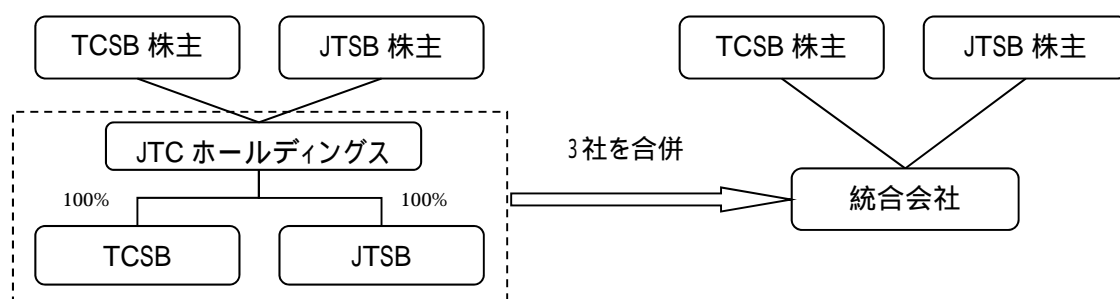 TCSB 株主
JTSB 株主
TCSB 株主
JTSB 株主
JTC ホールディングス
3社を合併
100%
100%
統合会社
TCSB
JTSB